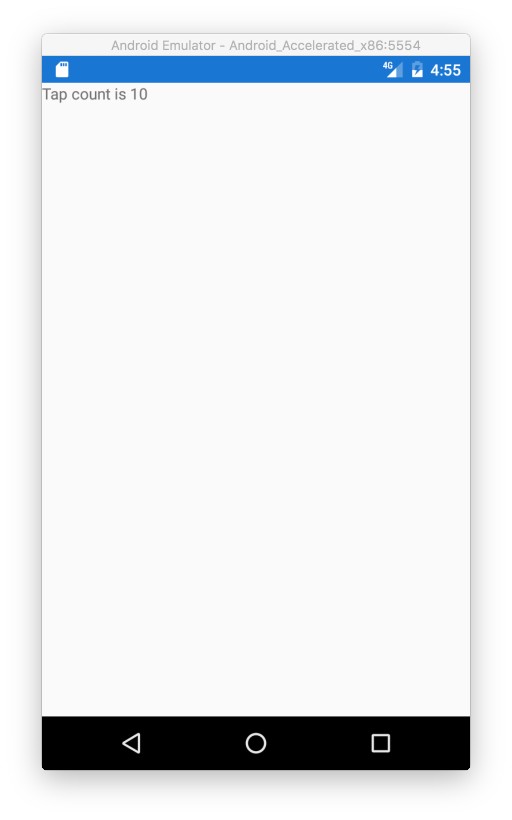 Android Emulator - Android_Accelerated_x86:5554
4G 4:55
Tap count is 10